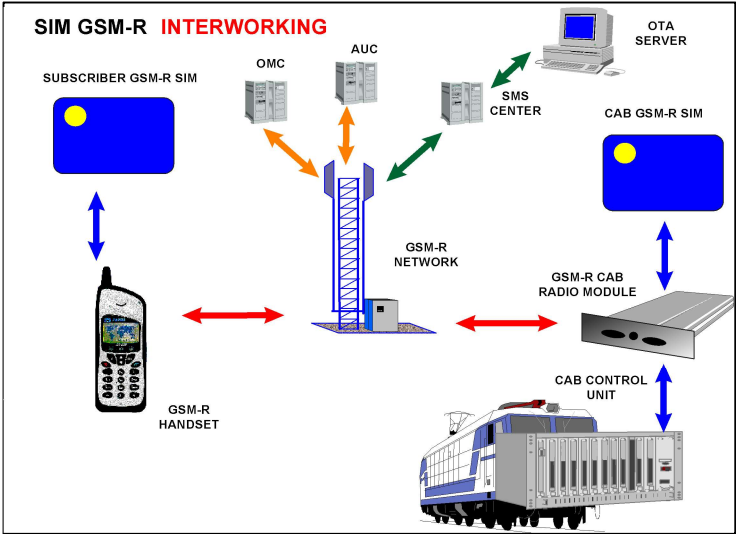 SIM GSM-R INTERWORKING
SUBSCRIBER GSM-R SIM
OMC
AUC
SMS
CENTER
OTA
SERVER
CAB GSM-R SIM
GSM-R
NETWORK
GSM-R CAB
RADIO MODULE
GSM-R
HANDSET
CAB CONTROL
UNIT